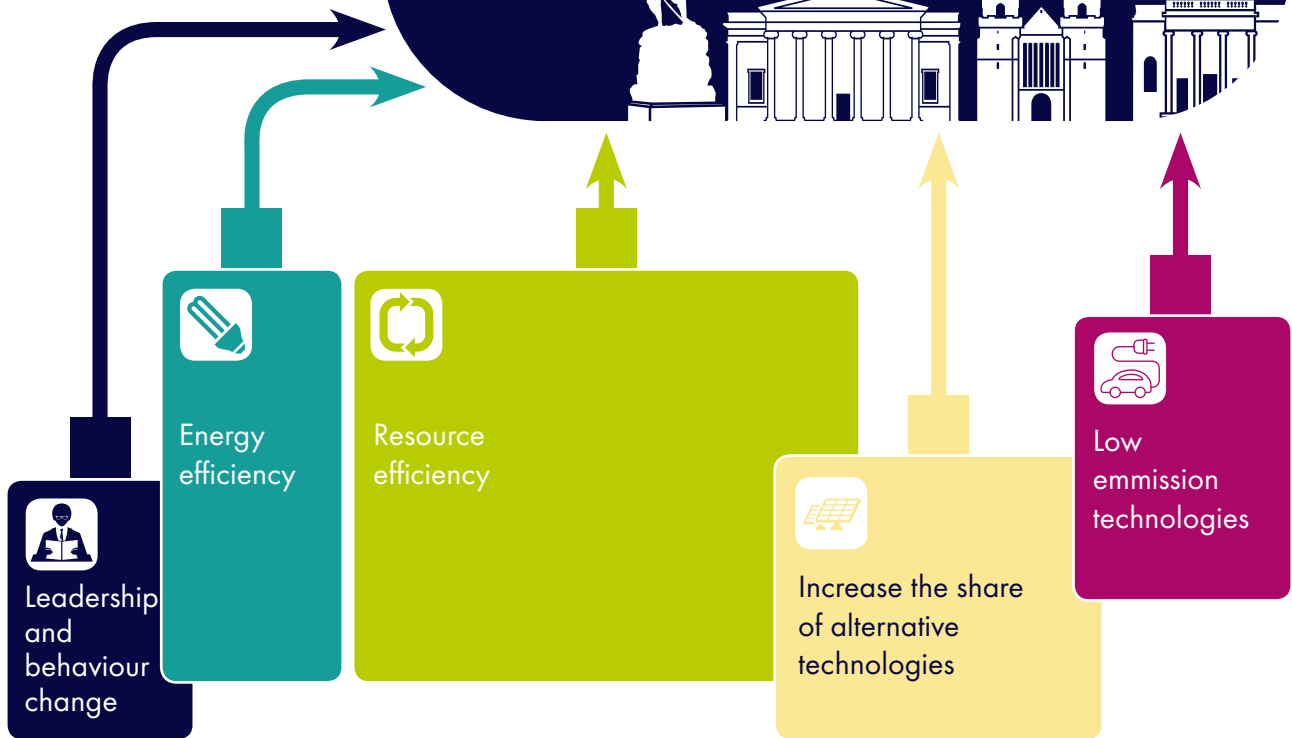 Energy
efficiency
Resource
efficiency
Low
emmission
technologies
Leadership
and
behaviour
change
Increase the share
of alternative
technologies